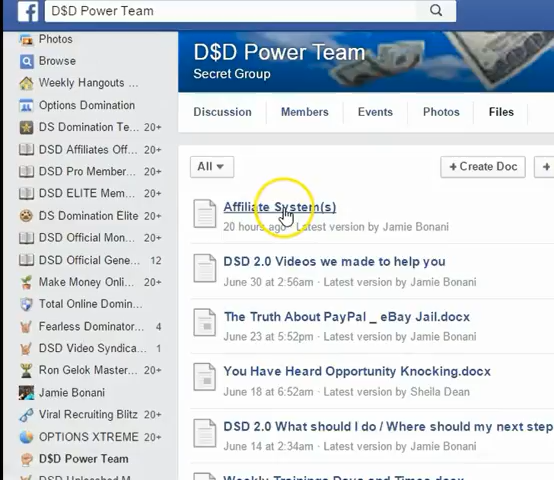 D$D Power Team
Photos
Browse
Weekly Hangouts ...
Options Domination
DS Domination Te... 20+
DSD Affiliates Off... 20+
DSD Pro Member... 20+
DSD ELITE Mem... 20+
DS Domination Elite 20+
DSD Official Mon... 20+
DSD Official Gene... 12
Make Money Onli... 20+
Total Online Domin...
Fearless Dominator... 4
DSD Video Syndica... 1
Ron Gelok Master... 20+
Jamie Bonani
Viral Recruiting Blitz 20+
OPTIONS XTREME 20+
D$D Power Team
DSD Unleashed M...
D$D Power Team
Secret Group
Discussion Members Events Photos Files
All + Create Doc +
Affiliate System(s)
20 hours ago · Latest version by Jamie Bonani
DSD 2.0 Videos we made to help you
June 30 at 2:56am · Latest version by Jamie Bonani
The Truth About PayPal _ eBay Jail.docx
June 23 at 5:52pm · Latest version by Jamie Bonani
You Have Heard Opportunity Knocking.docx
June 18 at 6:52am · Latest version by Sheila Dean
DSD 2.0 What should I do / Where should my next step
June 14 at 2:34am · Latest version by Jamie Bonani
Weekly Trainings Days and Times.docx